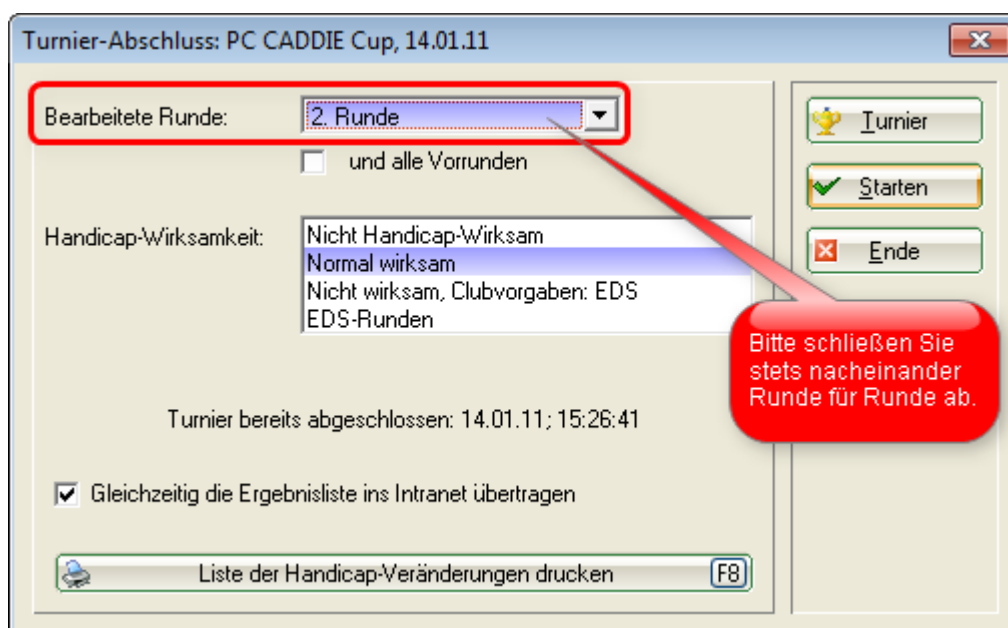 Turnier-Abschluss: PC CADDIE Cup, 14.01.11
Bearbeitete Runde: 2. Runde
und alle Vorrunden
Handicap-Wirksamkeit:
Nicht Handicap-Wirksam
Normal wirksam
Nicht wirksam, Clubvorgaben: EDS
EDS-Runden
Turnier bereits abgeschlossen: 14.01.11; 15:26:41
Gleichzeitig die Ergebnisliste ins Intranet übertragen
Liste der Handicap-Veränderungen drucken F8
Turnier
Starten
Ende
Bitte schließen Sie
stets nacheinander
Runde für Runde ab.